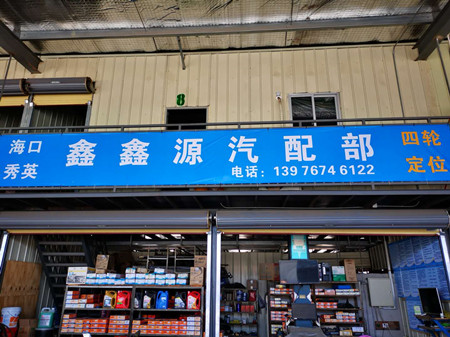 8
海口
秀英
鑫鑫源汽配部
电话：139 7674 6122
四轮
定位